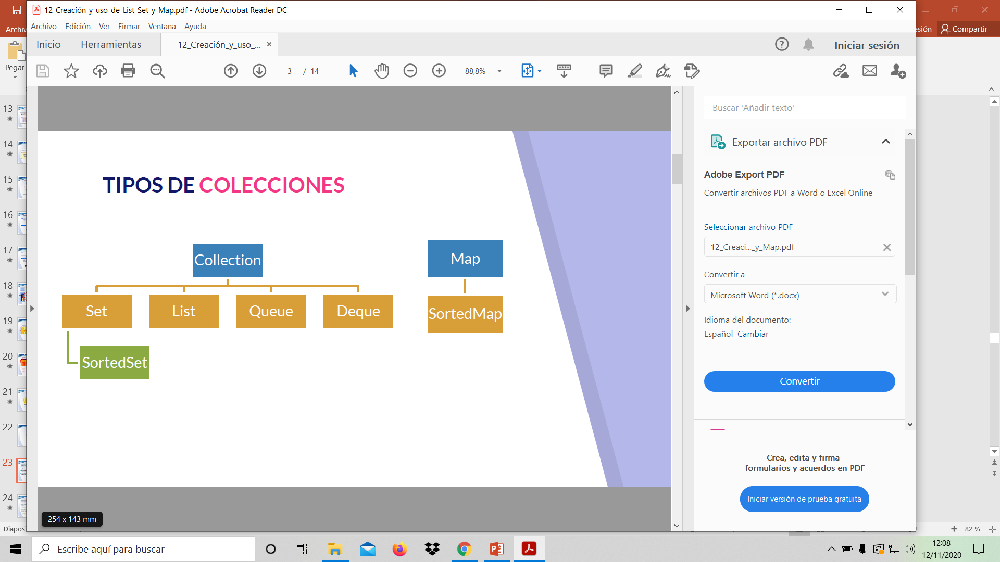 12_Creación_y_uso_de_List_Set_y_Map.pdf - Adobe Acrobat Reader DC
Archivo Edición Ver Firmar Ventana Ayuda
Inicio Herramientas 12_Creación_y_uso_... Iniciar sesión
3 / 14 88,8%
Archiv
Pegar
esión Compartir
13
14
15
16
17
18
19
20
21
22
23
24
TIPOS DE COLECCIONES
Collection
Map
Set List Queue Deque
SortedMap
SortedSet
254 x 143 mm
Buscar 'Añadir texto'
Exportar archivo PDF
Adobe Export PDF
Convertir archivos PDF a Word o Excel Online
Seleccionar archivo PDF
12_Creaci..._y_Map.pdf
Convertir a
Microsoft Word (*.docx)
Idioma del documento:
Español Cambiar
Convertir
Crea, edita y firma
formularios y acuerdos en PDF
Iniciar versión de prueba gratuita
Diaposi
82 %
Escribe aquí para buscar
12:08
12/11/2020